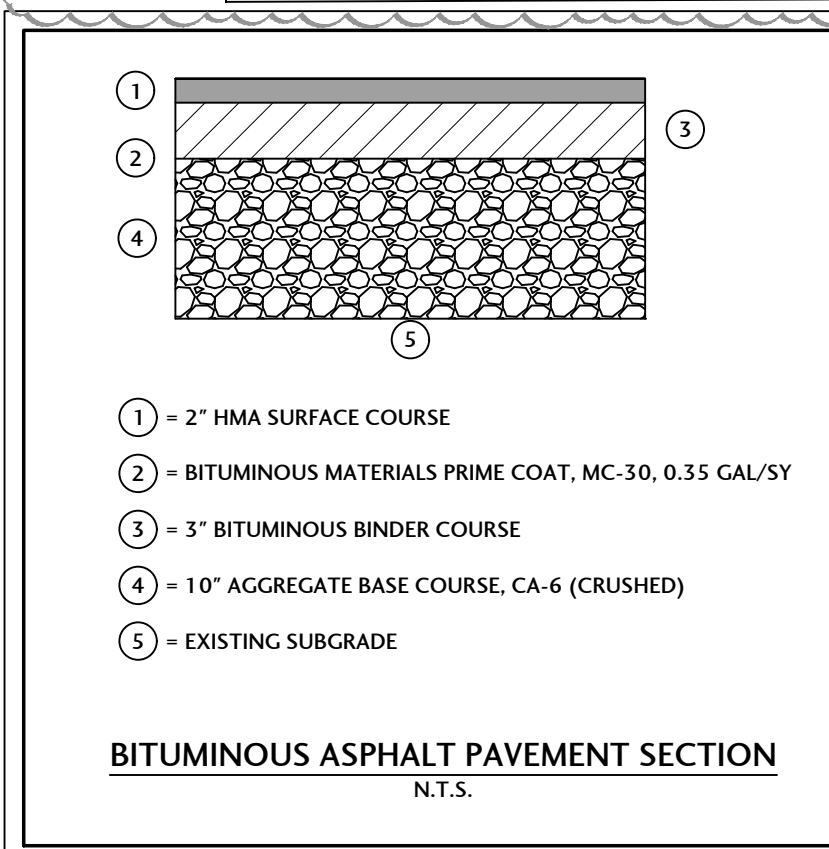 1
3
2
4
5
1 = 2" HMA SURFACE COURSE
2 = BITUMINOUS MATERIALS PRIME COAT, MC-30, 0.35 GAL/SY
3 = 3" BITUMINOUS BINDER COURSE
4 = 10" AGGREGATE BASE COURSE, CA-6 (CRUSHED)
5 = EXISTING SUBGRADE
BITUMINOUS ASPHALT PAVEMENT SECTION
N.T.S.